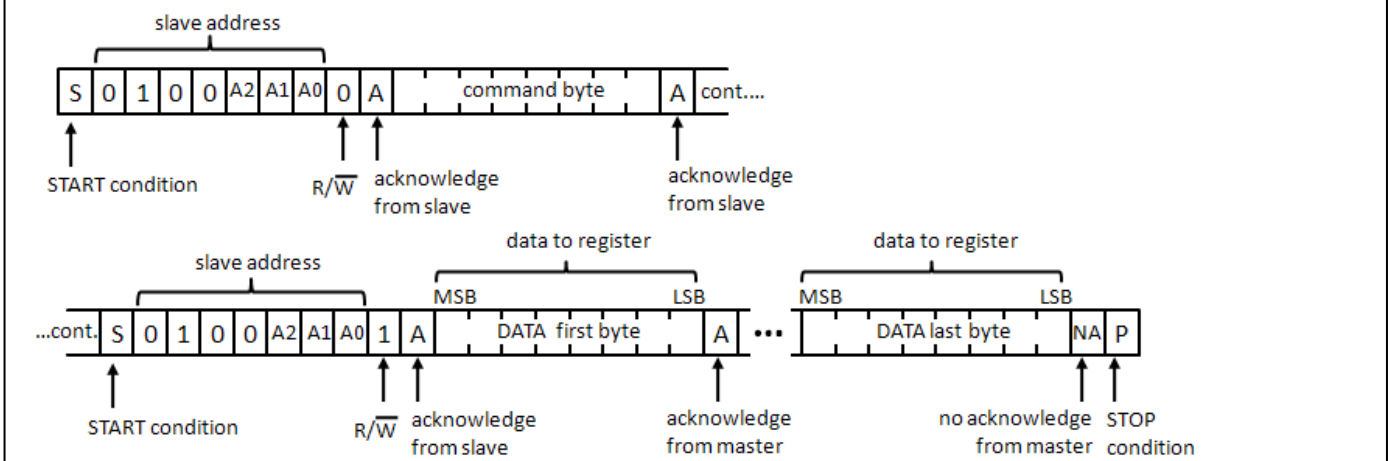 slave address
S 0 1 0 0 A2 A1 A0 0 A command byte A cont....
START condition
R/W̅
acknowledge
from slave
acknowledge
from slave
data to register
data to register
slave address
MSB LSB MSB LSB
...cont. S 0 1 0 0 A2 A1 A0 1 A DATA first byte A ••• DATA last byte NA P
START condition
R/W̅
acknowledge
from slave
acknowledge
from master
no acknowledge
from master
STOP
condition